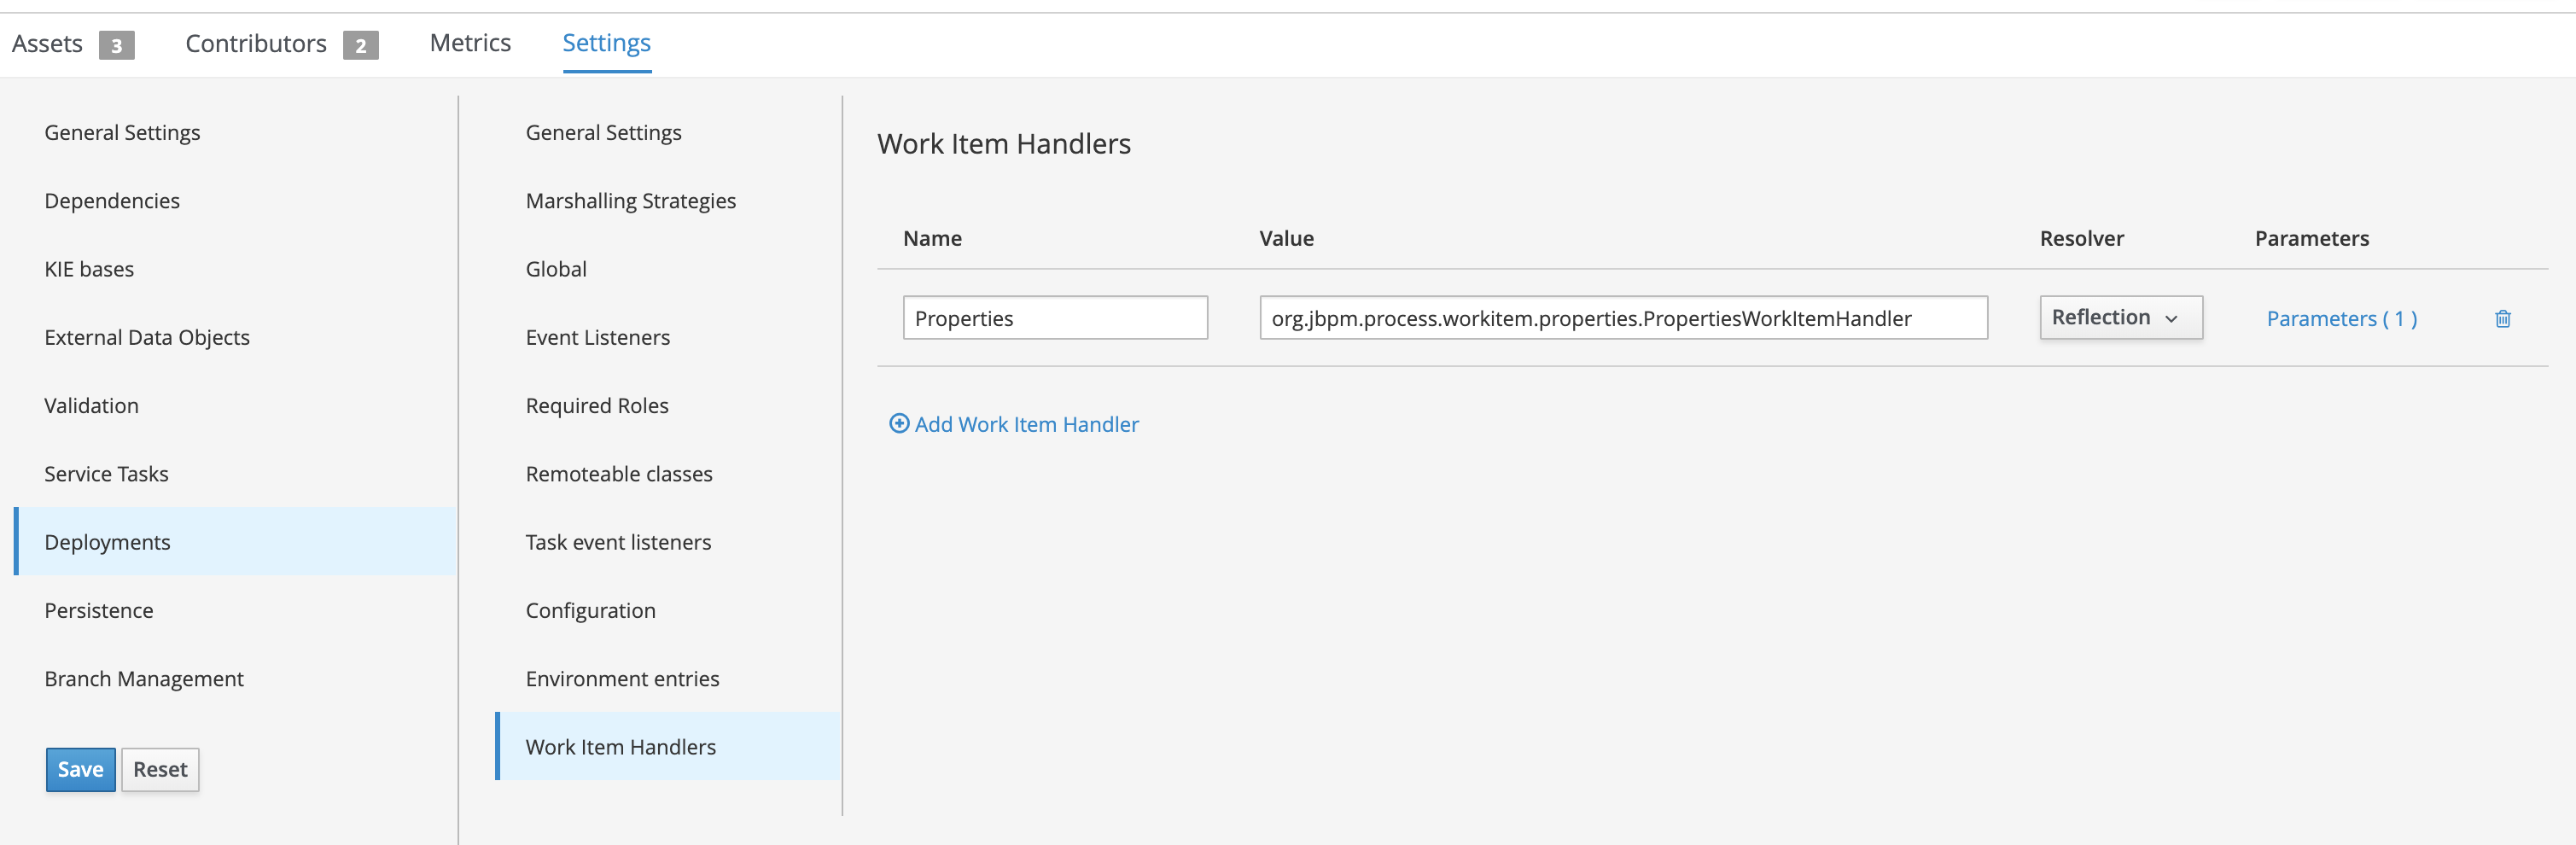 Assets 3 Contributors 2 Metrics Settings
General Settings
Dependencies
KIE bases
External Data Objects
Validation
Service Tasks
Deployments
Persistence
Branch Management
Save Reset
General Settings
Marshalling Strategies
Global
Event Listeners
Required Roles
Remoteable classes
Task event listeners
Configuration
Environment entries
Work Item Handlers
Work Item Handlers
Name Value Resolver Parameters
Properties org.jbpm.process.workitem.properties.PropertiesWorkItemHandler Reflection Parameters ( 1 )
Add Work Item Handler